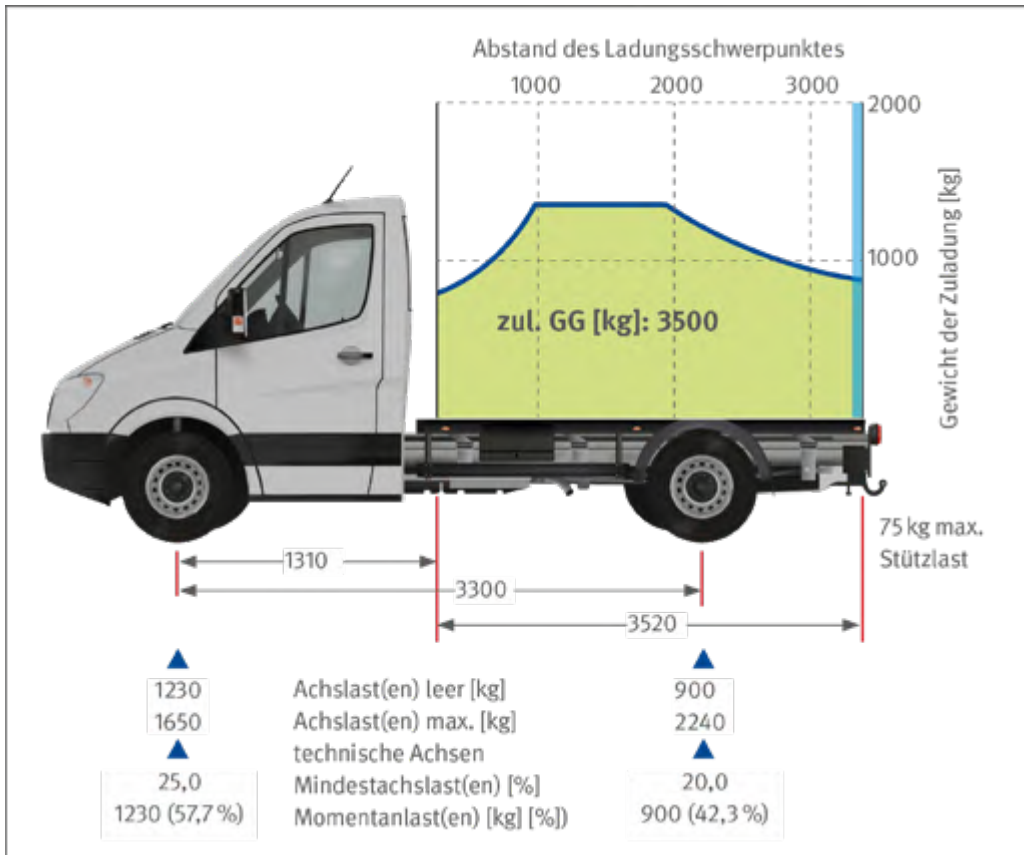 Abstand des Ladungsschwerpunktes
1000 2000 3000
2000
1000
Gewicht der Zuladung [kg]
zul. GG [kg]: 3500
75 kg max.
Stützlast
1310
3300
3520
1230 Achslast(en) leer [kg] 900
1650 Achslast(en) max. [kg] 2240
technische Achsen
25,0 Mindestachslast(en) [%] 20,0
1230 (57,7 %) Momentanlast(en) [kg] [%]) 900 (42,3 %)